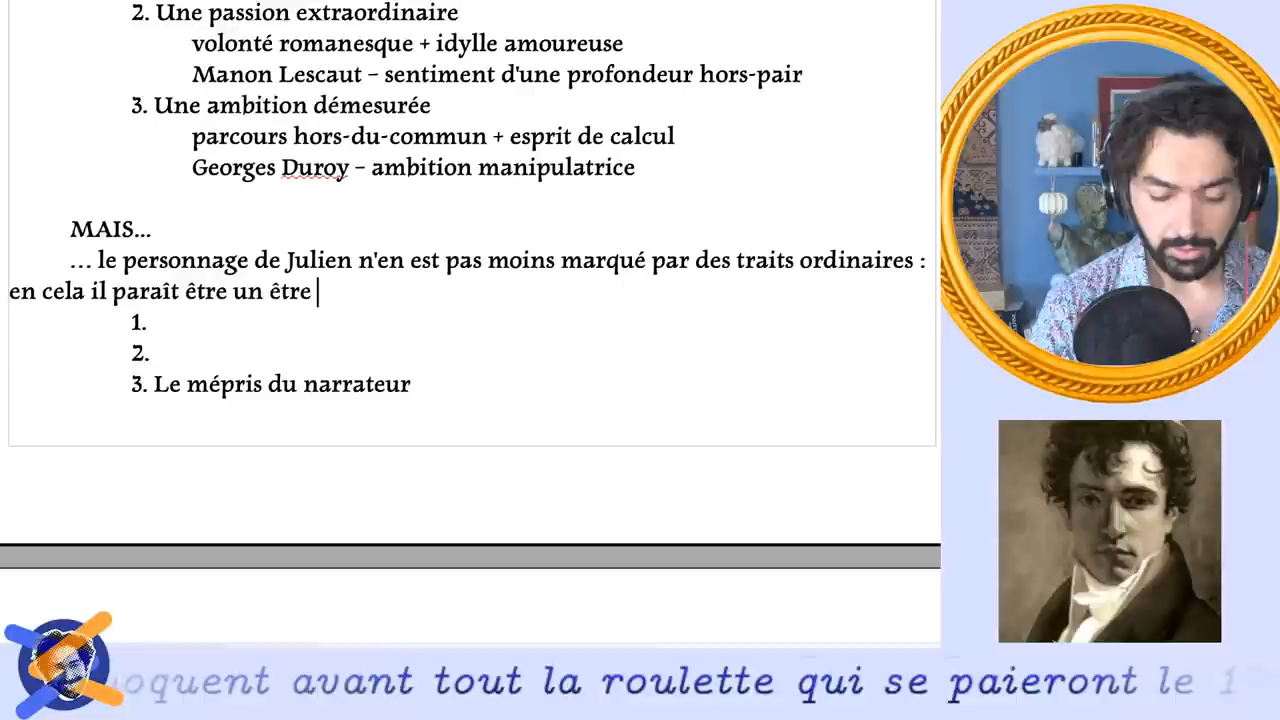 2. Une passion extraordinaire
volonté romanesque + idylle amoureuse
Manon Lescaut – sentiment d'une profondeur hors-pair
3. Une ambition démesurée
parcours hors-du-commun + esprit de calcul
Georges Duroy – ambition manipulatrice
MAIS...
... le personnage de Julien n'en est pas moins marqué par des traits ordinaires :
en cela il paraît être un être
1.
2.
3. Le mépris du narrateur
oquent avant tout la roulette qui se paieront le 1